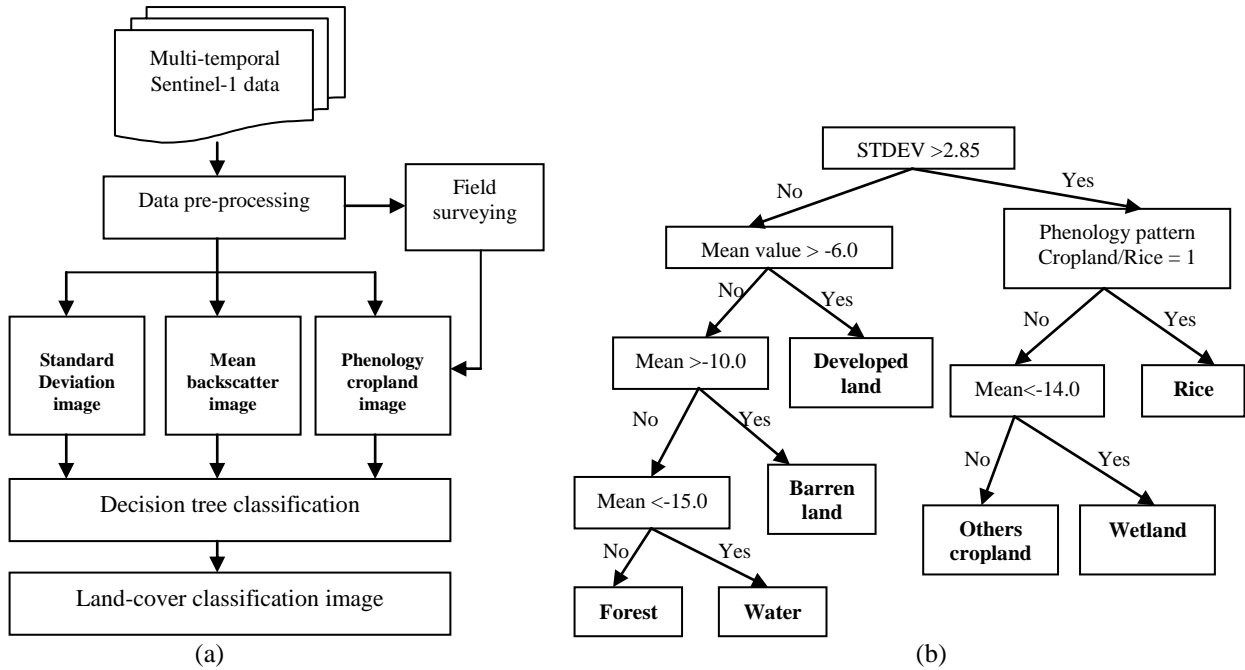 Multi-temporal
Sentinel-1 data
Data pre-processing
Field
surveying
Standard
Deviation
image
Mean
backscatter
image
Phenology
cropland
image
Decision tree classification
Land-cover classification image
(a)
STDEV >2.85
No
Yes
Mean value > -6.0
Phenology pattern
Cropland/Rice = 1
No
Yes
No
Yes
Mean >-10.0
Developed
land
Mean<-14.0
Rice
No
Yes
No
Yes
Mean <-15.0
Barren
land
Others
cropland
Wetland
No
Yes
Forest
Water
(b)